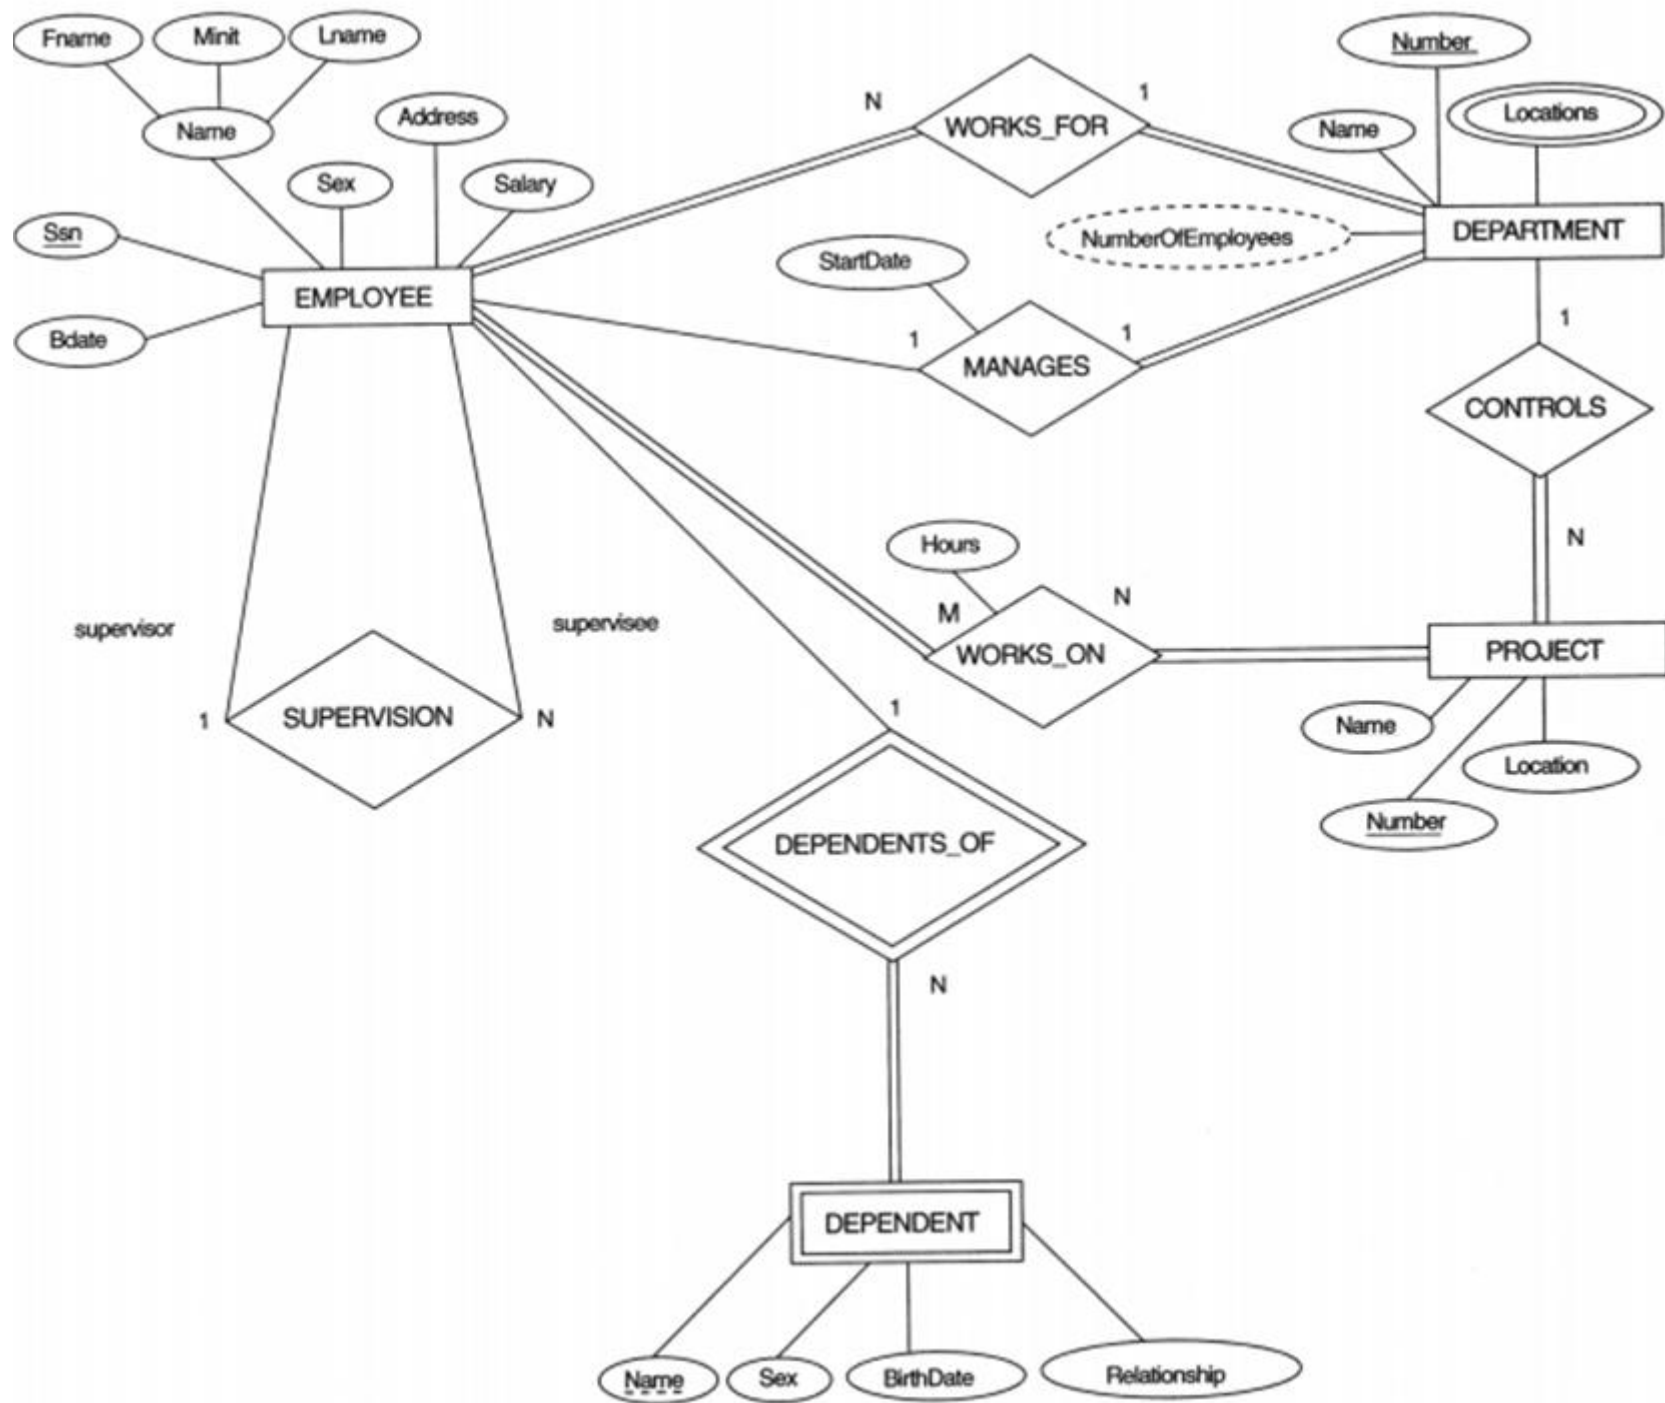 Fname
Minit
Lname
Number
Name
Address
N
WORKS_FOR
1
Name
Locations
Sex
Salary
Ssn
StartDate
NumberOfEmployees
DEPARTMENT
EMPLOYEE
Bdate
1
MANAGES
1
1
CONTROLS
Hours
N
M
N
supervisor
supervisee
WORKS_ON
PROJECT
1
SUPERVISION
N
1
Name
Location
Number
DEPENDENTS_OF
N
DEPENDENT
Name
Sex
BirthDate
Relationship